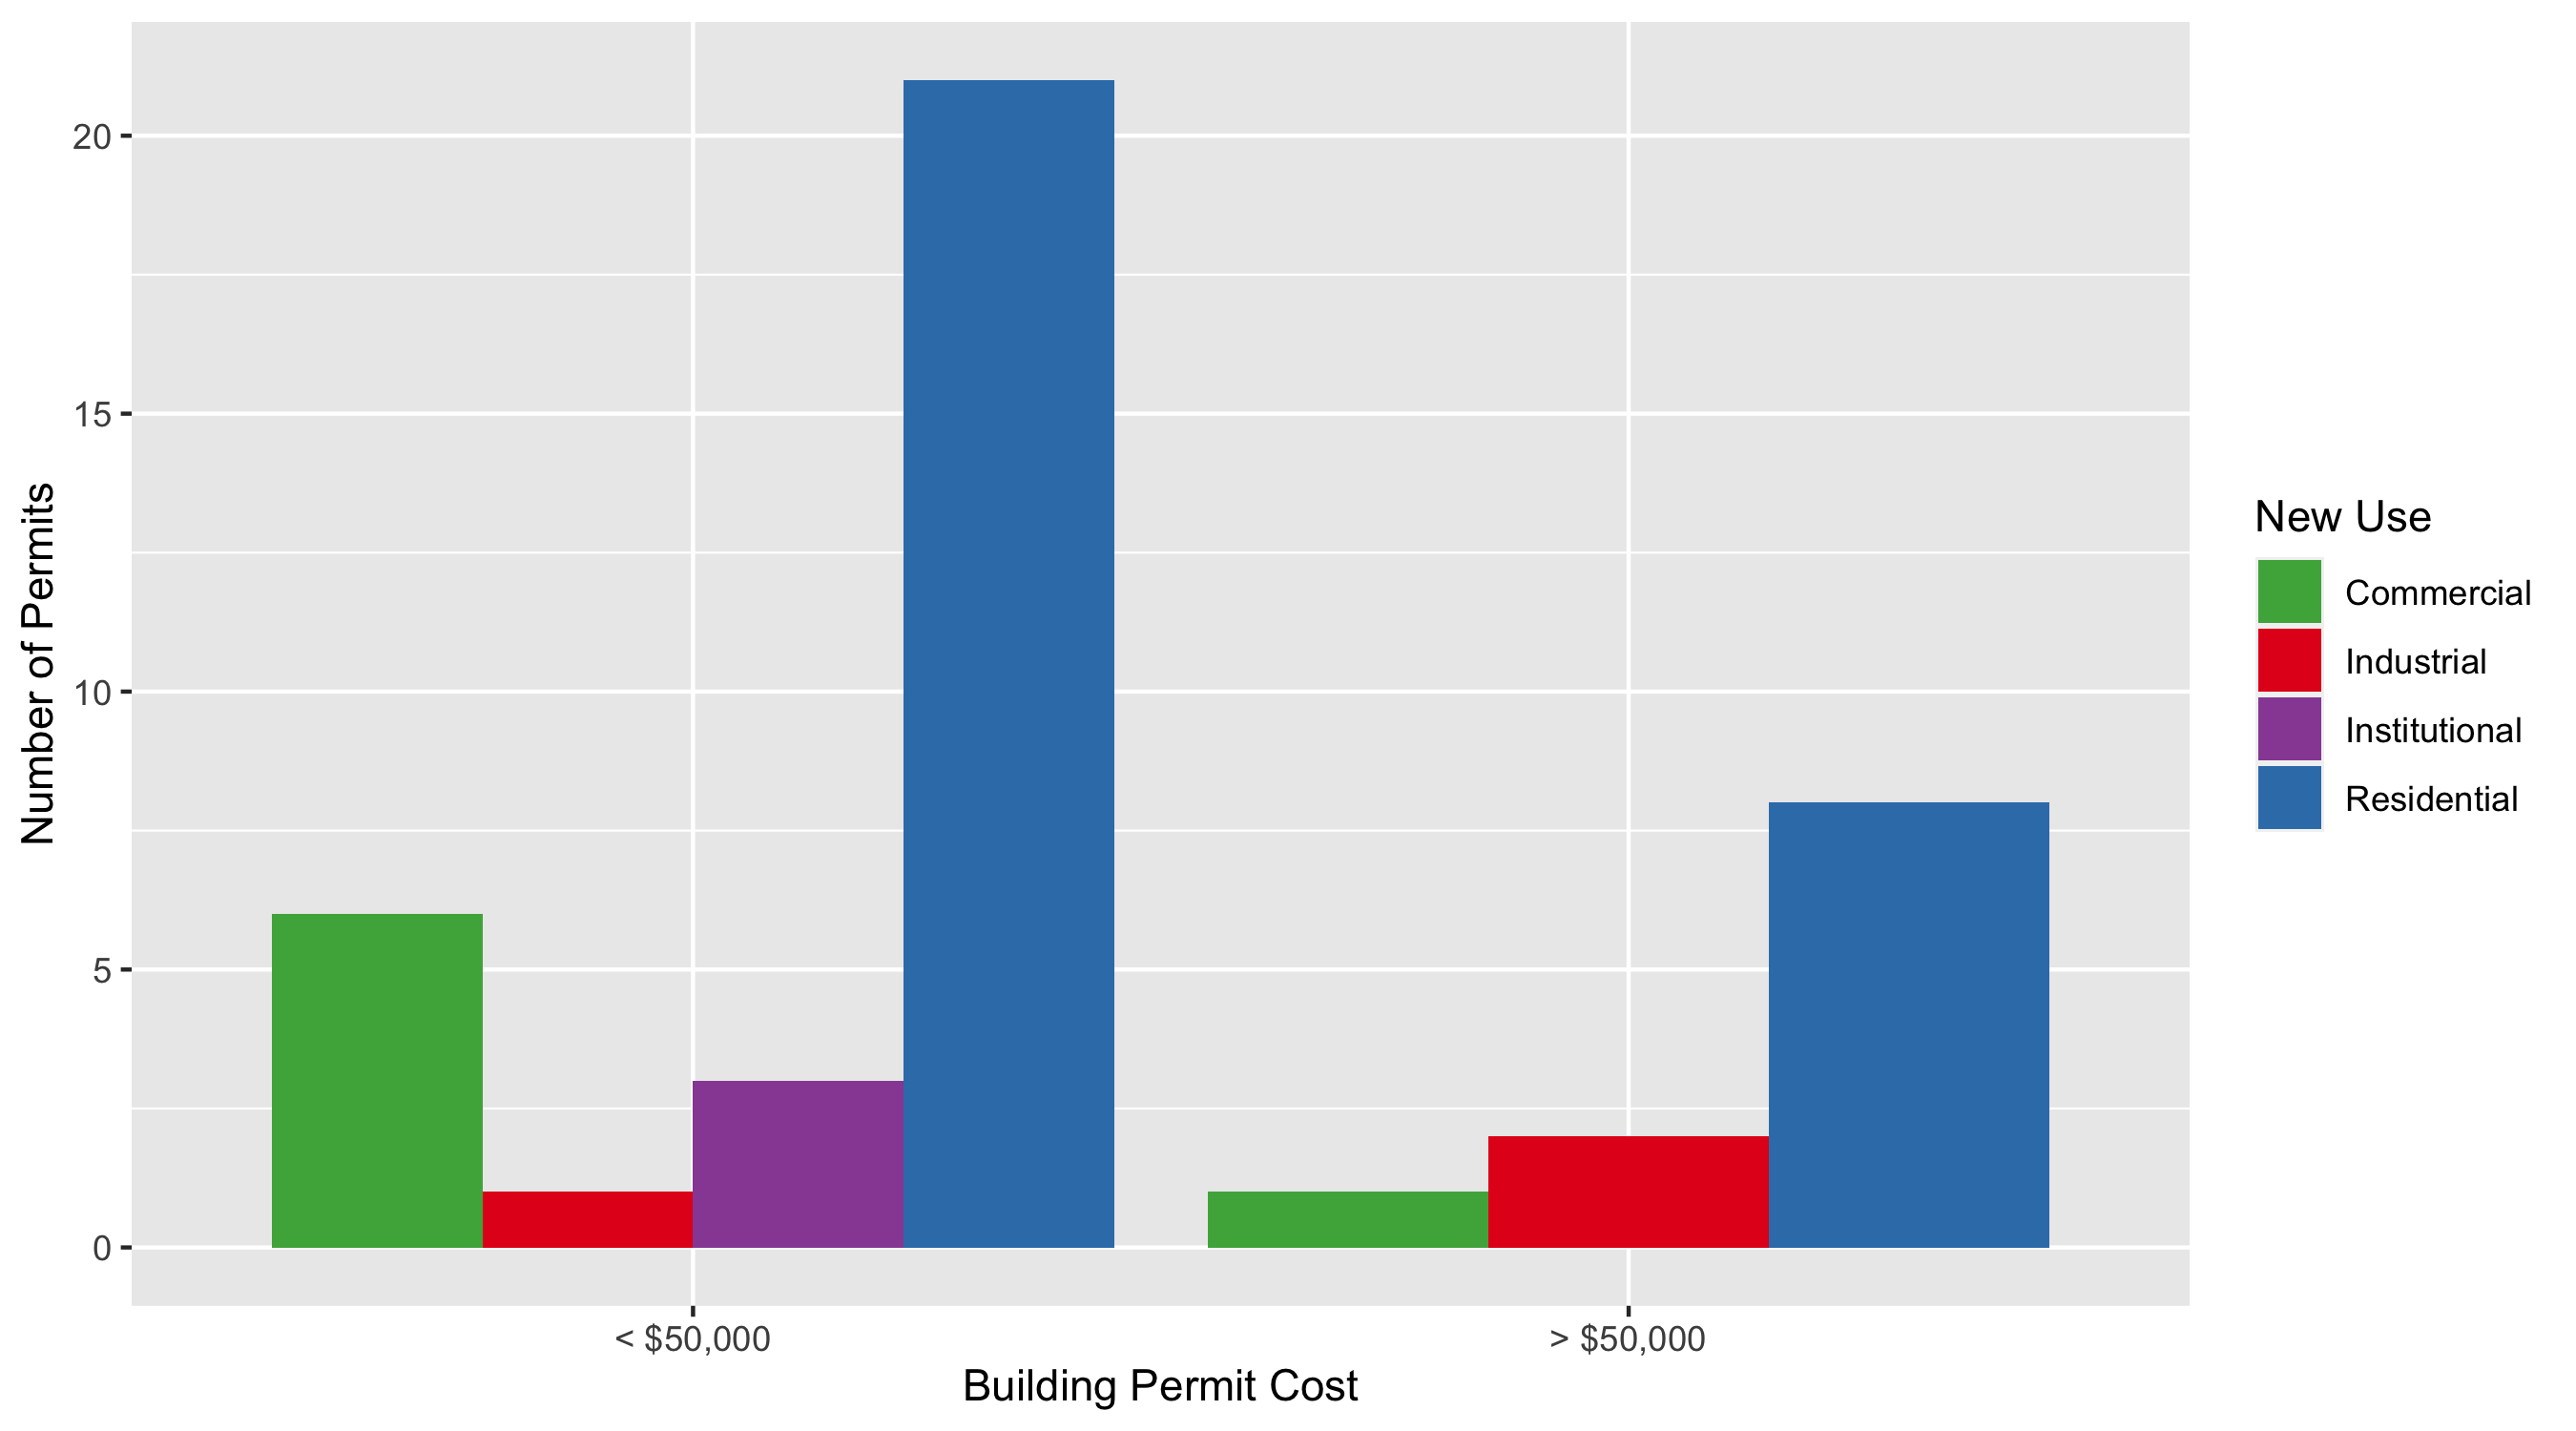 20
15
10
5
0
Number of Permits
< $50,000
> $50,000
Building Permit Cost
New Use
Commercial
Industrial
Institutional
Residential